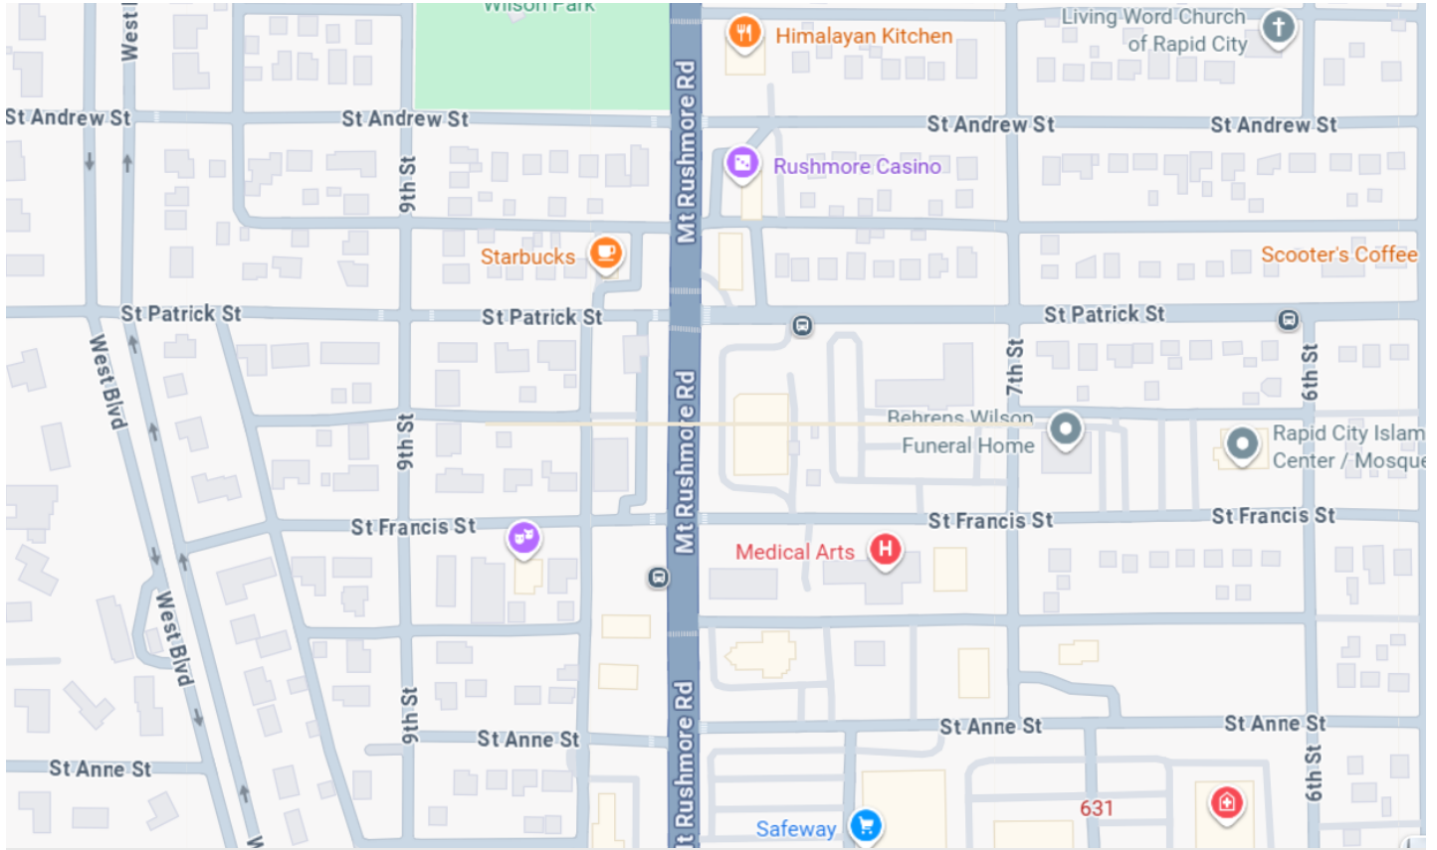 Wilson Park
West
Himalayan Kitchen
Living Word Church
of Rapid City
St Andrew St
St Andrew St
St Andrew St
St Andrew St
Mt Rushmore Rd
9th St
Rushmore Casino
Starbucks
Scooter's Coffee
St Patrick St
St Patrick St
St Patrick St
West Blvd
7th St
6th St
Mt Rushmore Rd
9th St
Behrens Wilson
Funeral Home
Rapid City Islam
Center / Mosque
St Francis St
St Francis St
St Francis St
Medical Arts
H
West Blvd
9th St
Mt Rushmore Rd
St Anne St
St Anne St
St Anne St
St Anne St
6th St
631
Safeway
W